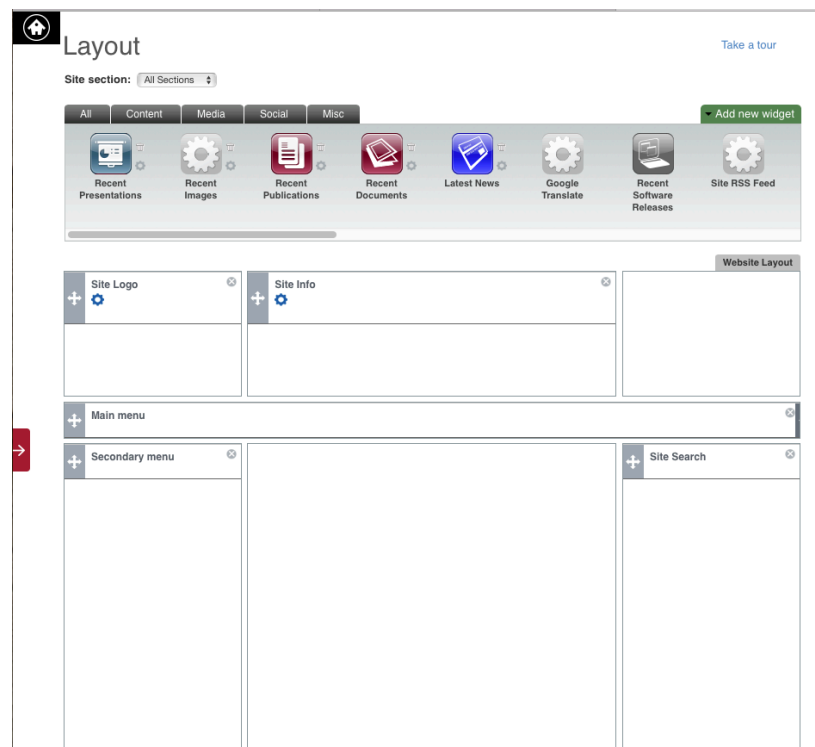 Layout
Take a tour
Site section: All Sections
All Content Media Social Misc
Add new widget
Recent
Presentations
Recent
Images
Recent
Publications
Recent
Documents
Latest News
Google
Translate
Recent
Software
Releases
Site RSS Feed
Website Layout
Site Logo
Site Info
Main menu
Secondary menu
Site Search